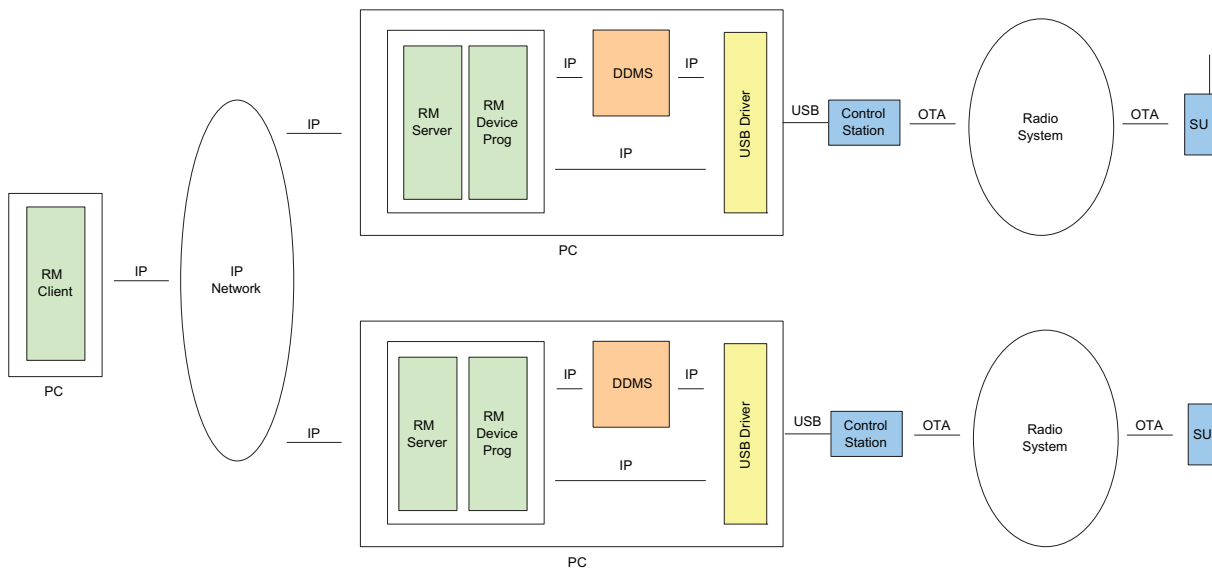 IP
RM
Server
RM
Device
Prog
IP
DDMS
IP
IP
USB Driver
PC
USB
Control
Station
OTA
Radio
System
OTA
SU
RM
Client
PC
IP
IP
Network
IP
RM
Server
RM
Device
Prog
IP
DDMS
IP
IP
USB Driver
PC
USB
Control
Station
OTA
Radio
System
OTA
SU